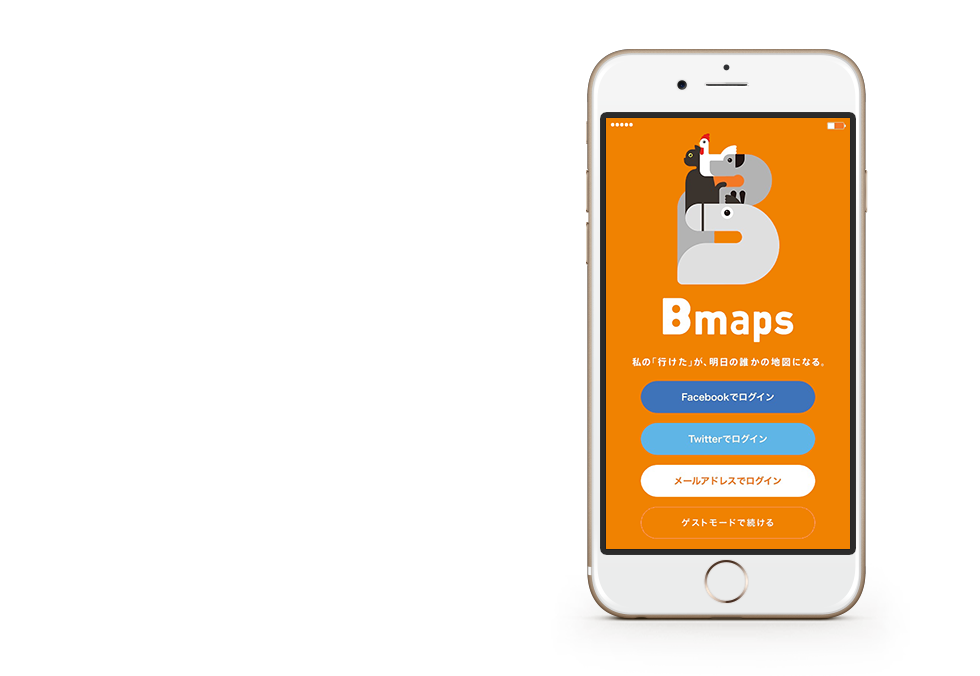 Bmaps
私の「行けた」が、明日の誰かの地図になる。
Facebookでログイン
Twitterでログイン
メールアドレスでログイン
ゲストモードで続ける